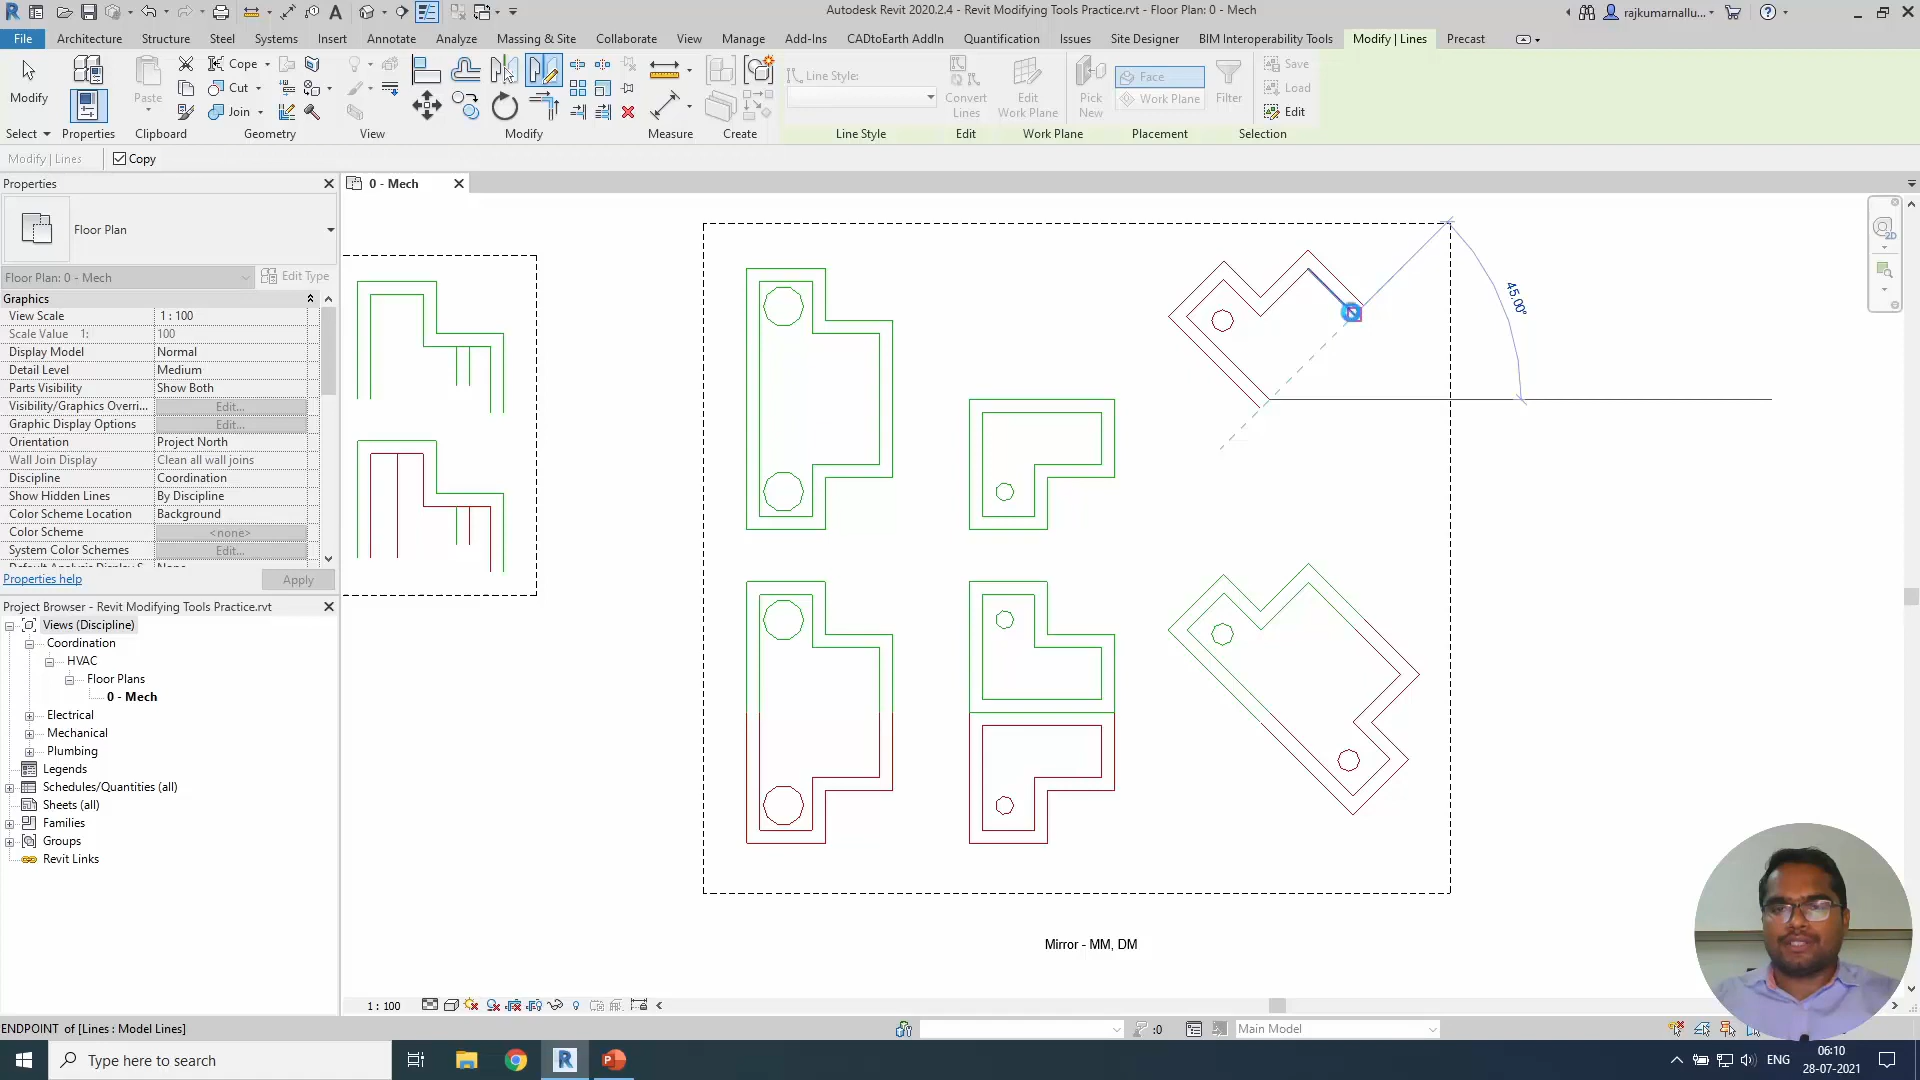 Autodesk Revit 2020.2.4 - Revit Modifying Tools Practice.rvt - Floor Plan: 0 - Mech
rajkumarnallu...
File Architecture Structure Steel Systems Insert Annotate Analyze Massing & Site Collaborate View Manage Add-Ins CADtoEarth AddIn Quantification Issues Site Designer BIM Interoperability Tools Modify | Lines Precast
Cope
Cut
Join
Modify
Paste
Line Style:
Convert Lines
Edit Work Plane
Pick New
Face
Work Plane
Filter
Save
Load
Edit
Select Properties Clipboard Geometry View Modify Measure Create Line Style Edit Work Plane Placement Selection
Modify | Lines Copy
Properties
0 - Mech
Floor Plan
Floor Plan: 0 - Mech Edit Type
Graphics
View Scale 1 : 100
Scale Value 1: 100
Display Model Normal
Detail Level Medium
Parts Visibility Show Both
Visibility/Graphics Overri... Edit...
Graphic Display Options Edit...
Orientation Project North
Wall Join Display Clean all wall joins
Discipline Coordination
Show Hidden Lines By Discipline
Color Scheme Location Background
Color Scheme <none>
System Color Schemes Edit...
Properties help Apply
Project Browser - Revit Modifying Tools Practice.rvt
Views (Discipline)
Coordination
HVAC
Floor Plans
0 - Mech
Electrical
Mechanical
Plumbing
Legends
Schedules/Quantities (all)
Sheets (all)
Families
Groups
Revit Links
45.00°
Mirror - MM, DM
1 : 100
ENDPOINT of [Lines : Model Lines]
:0
Main Model
Type here to search
ENG
06:10
28-07-2021